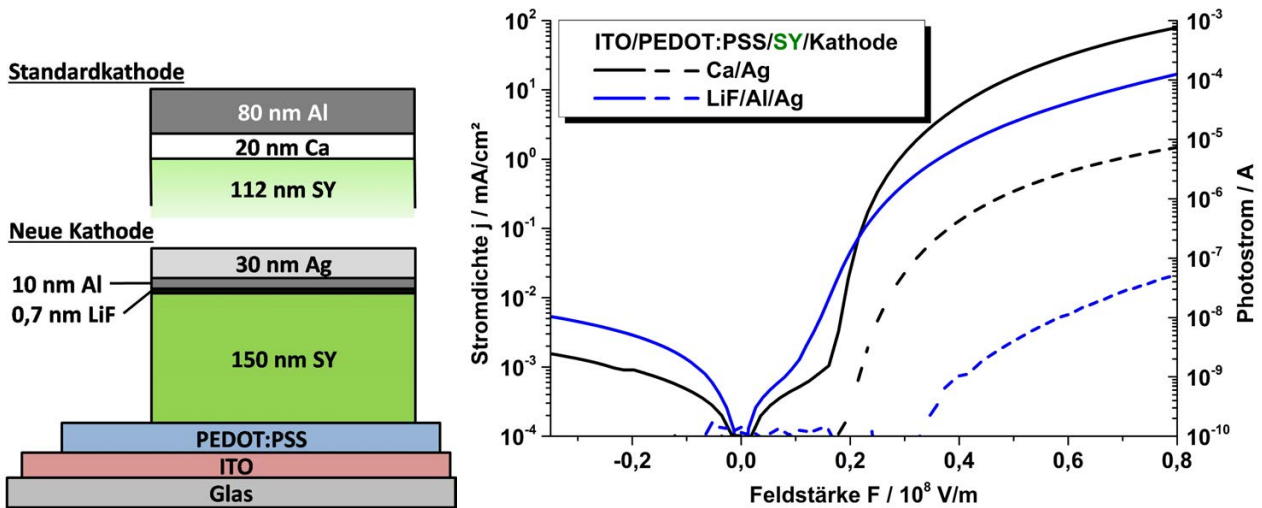 Standardkathode
80 nm Al
20 nm Ca
112 nm SY
Neue Kathode
30 nm Ag
10 nm Al
0,7 nm LiF
150 nm SY
PEDOT:PSS
ITO
Glas
ITO/PEDOT:PSS/SY/Kathode
Ca/Ag
LiF/Al/Ag
Stromdichte j / mA/cm²
10²
10¹
10⁰
10⁻¹
10⁻²
10⁻³
10⁻⁴
Photostrom / A
10⁻³
10⁻⁴
10⁻⁵
10⁻⁶
10⁻⁷
10⁻⁸
10⁻⁹
10⁻¹⁰
-0,2 0,0 0,2 0,4 0,6 0,8
Feldstärke F / 10⁸ V/m